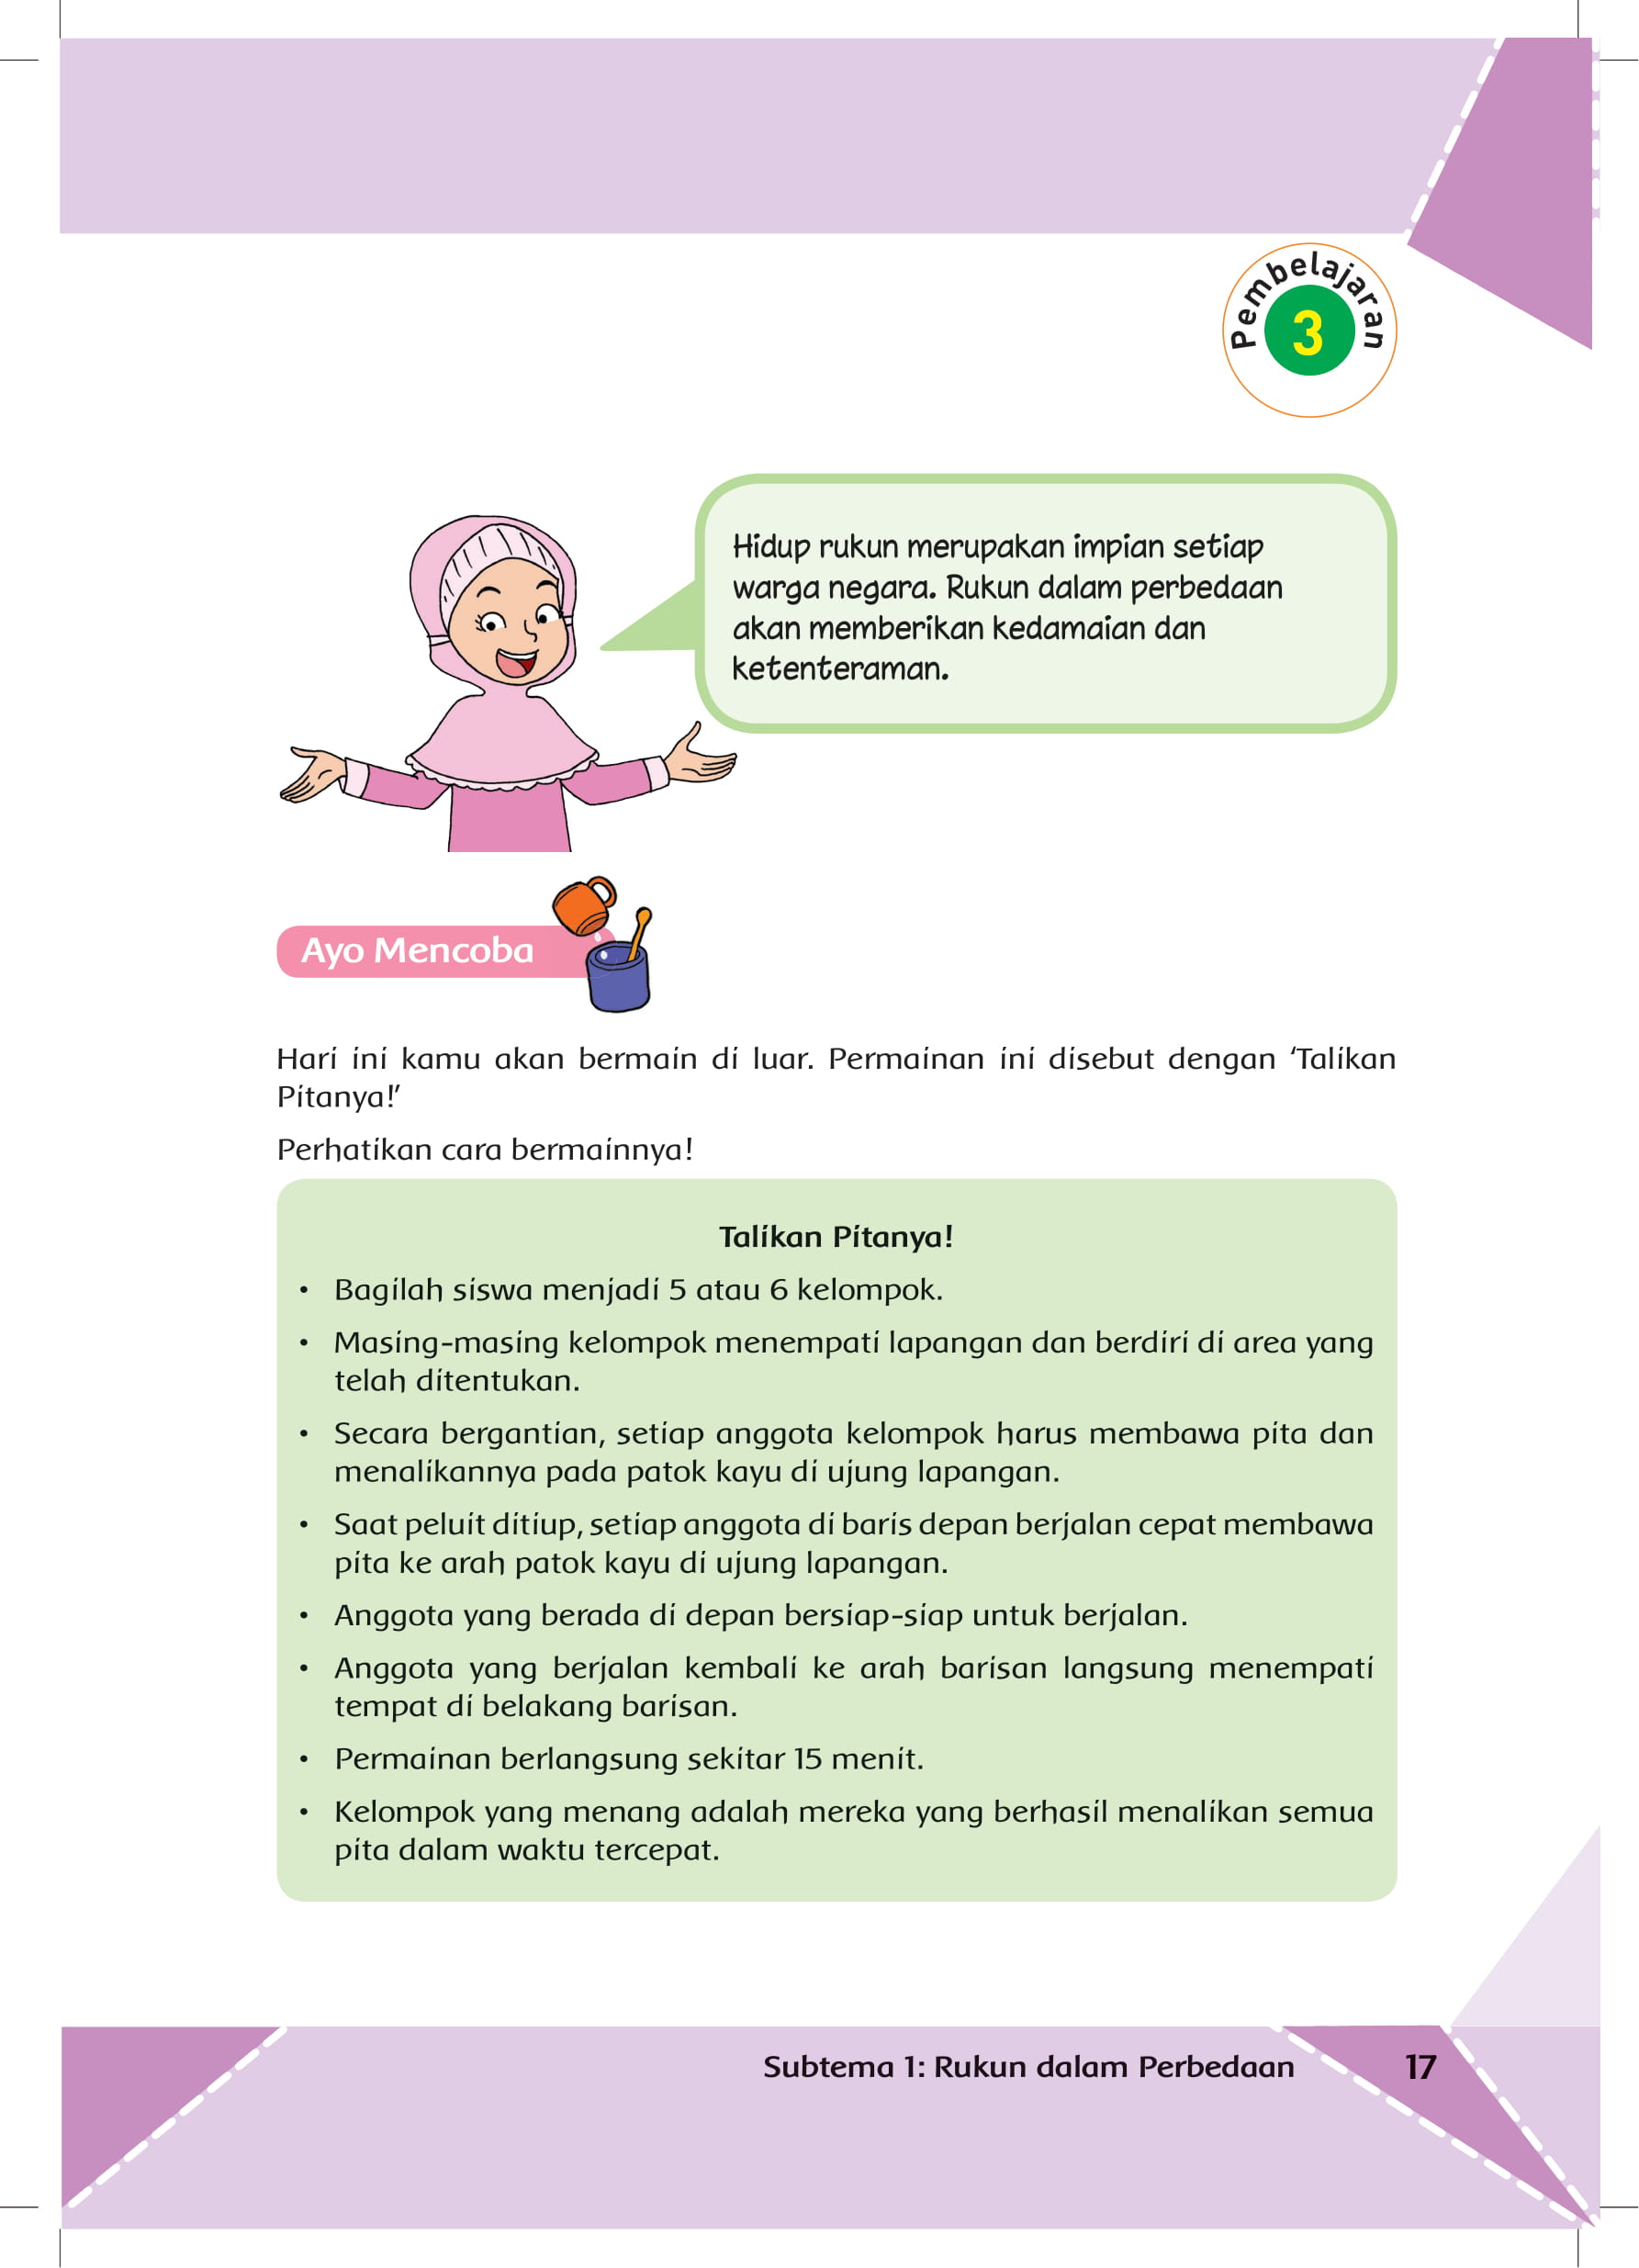 Pembelajaran
3
Hidup rukun merupakan impian setiap
warga negara. Rukun dalam perbedaan
akan memberikan kedamaian dan
ketenteraman.
Ayo Mencoba
Hari ini kamu akan bermain di luar. Permainan ini disebut dengan ‘Talikan
Pitanya!’
Perhatikan cara bermainnya!
Talikan Pitanya!
• Bagilah siswa menjadi 5 atau 6 kelompok.
• Masing-masing kelompok menempati lapangan dan berdiri di area yang
telah ditentukan.
• Secara bergantian, setiap anggota kelompok harus membawa pita dan
menalikannya pada patok kayu di ujung lapangan.
• Saat peluit ditiup, setiap anggota di baris depan berjalan cepat membawa
pita ke arah patok kayu di ujung lapangan.
• Anggota yang berada di depan bersiap-siap untuk berjalan.
• Anggota yang berjalan kembali ke arah barisan langsung menempati
tempat di belakang barisan.
• Permainan berlangsung sekitar 15 menit.
• Kelompok yang menang adalah mereka yang berhasil menalikan semua
pita dalam waktu tercepat.
Subtema 1: Rukun dalam Perbedaan 17